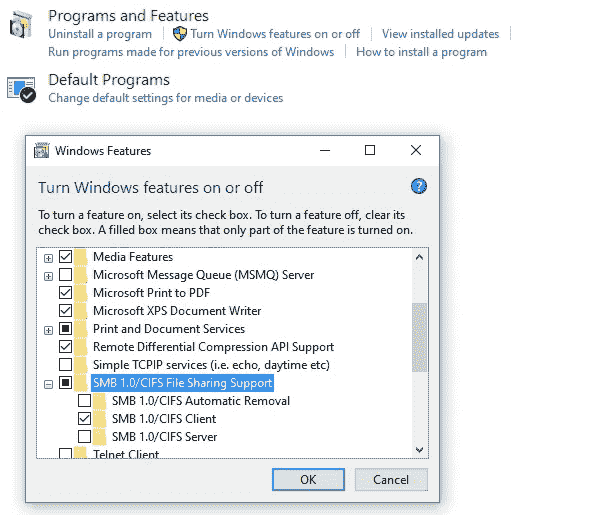 Programs and Features
Uninstall a program
Turn Windows features on or off
View installed updates
Run programs made for previous versions of Windows
How to install a program
Default Programs
Change default settings for media or devices
Windows Features
Turn Windows features on or off
?
To turn a feature on, select its check box. To turn a feature off, clear its
check box. A filled box means that only part of the feature is turned on.
Media Features
Microsoft Message Queue (MSMQ) Server
Microsoft Print to PDF
Microsoft XPS Document Writer
Print and Document Services
Remote Differential Compression API Support
Simple TCPIP services (i.e. echo, daytime etc)
SMB 1.0/CIFS File Sharing Support
SMB 1.0/CIFS Automatic Removal
SMB 1.0/CIFS Client
SMB 1.0/CIFS Server
Telnet Client
OK
Cancel